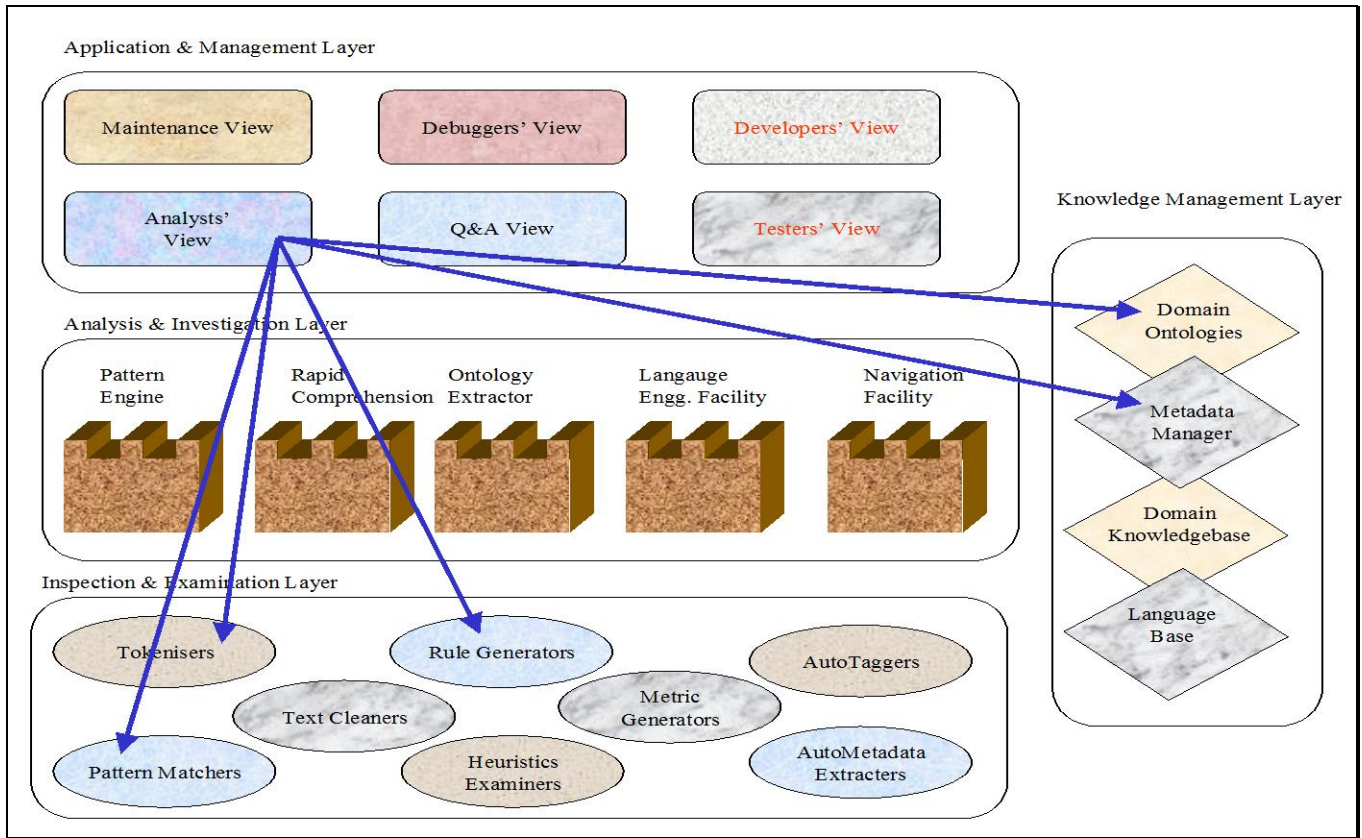 Application & Management Layer
Maintenance View
Debuggers’ View
Developers’ View
Analysts’
View
Q&A View
Testers’ View
Knowledge Management Layer
Domain
Ontologies
Metadata
Manager
Domain
Knowledgebase
Language
Base
Analysis & Investigation Layer
Pattern
Engine
Rapid
Comprehension
Ontology
Extractor
Langauge
Engg. Facility
Navigation
Facility
Inspection & Examination Layer
Tokenisers
Rule Generators
AutoTaggers
Text Cleaners
Metric
Generators
Pattern Matchers
Heuristics
Examiners
AutoMetadata
Extracters